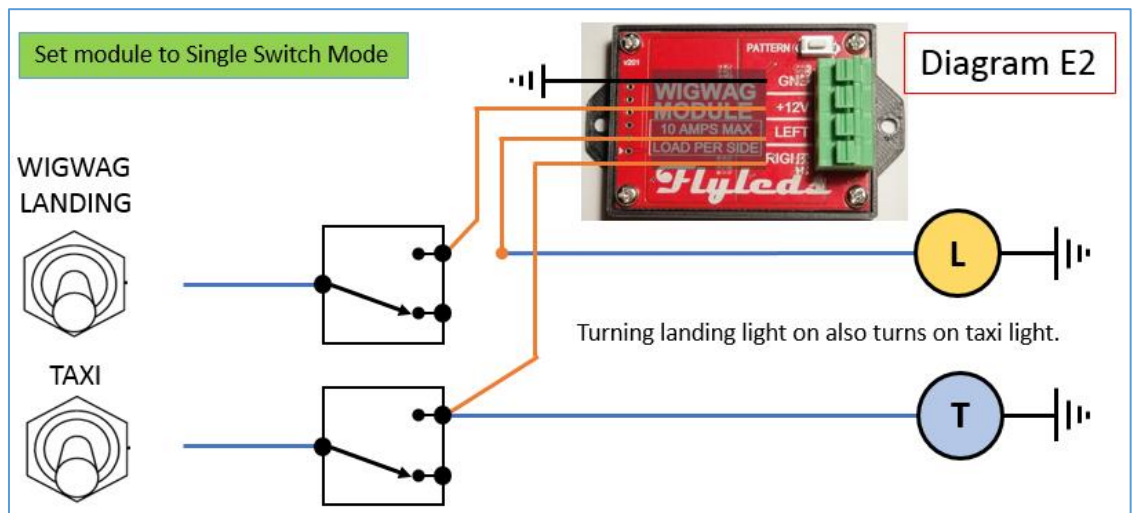 Set module to Single Switch Mode
Diagram E2
v201
PATTERN
GND
WIGWAG
MODULE
+12V
10 AMPS MAX
LEFT
LOAD PER SIDE
RIGHT
Flyleds
WIGWAG
LANDING
L
Turning landing light on also turns on taxi light.
TAXI
T